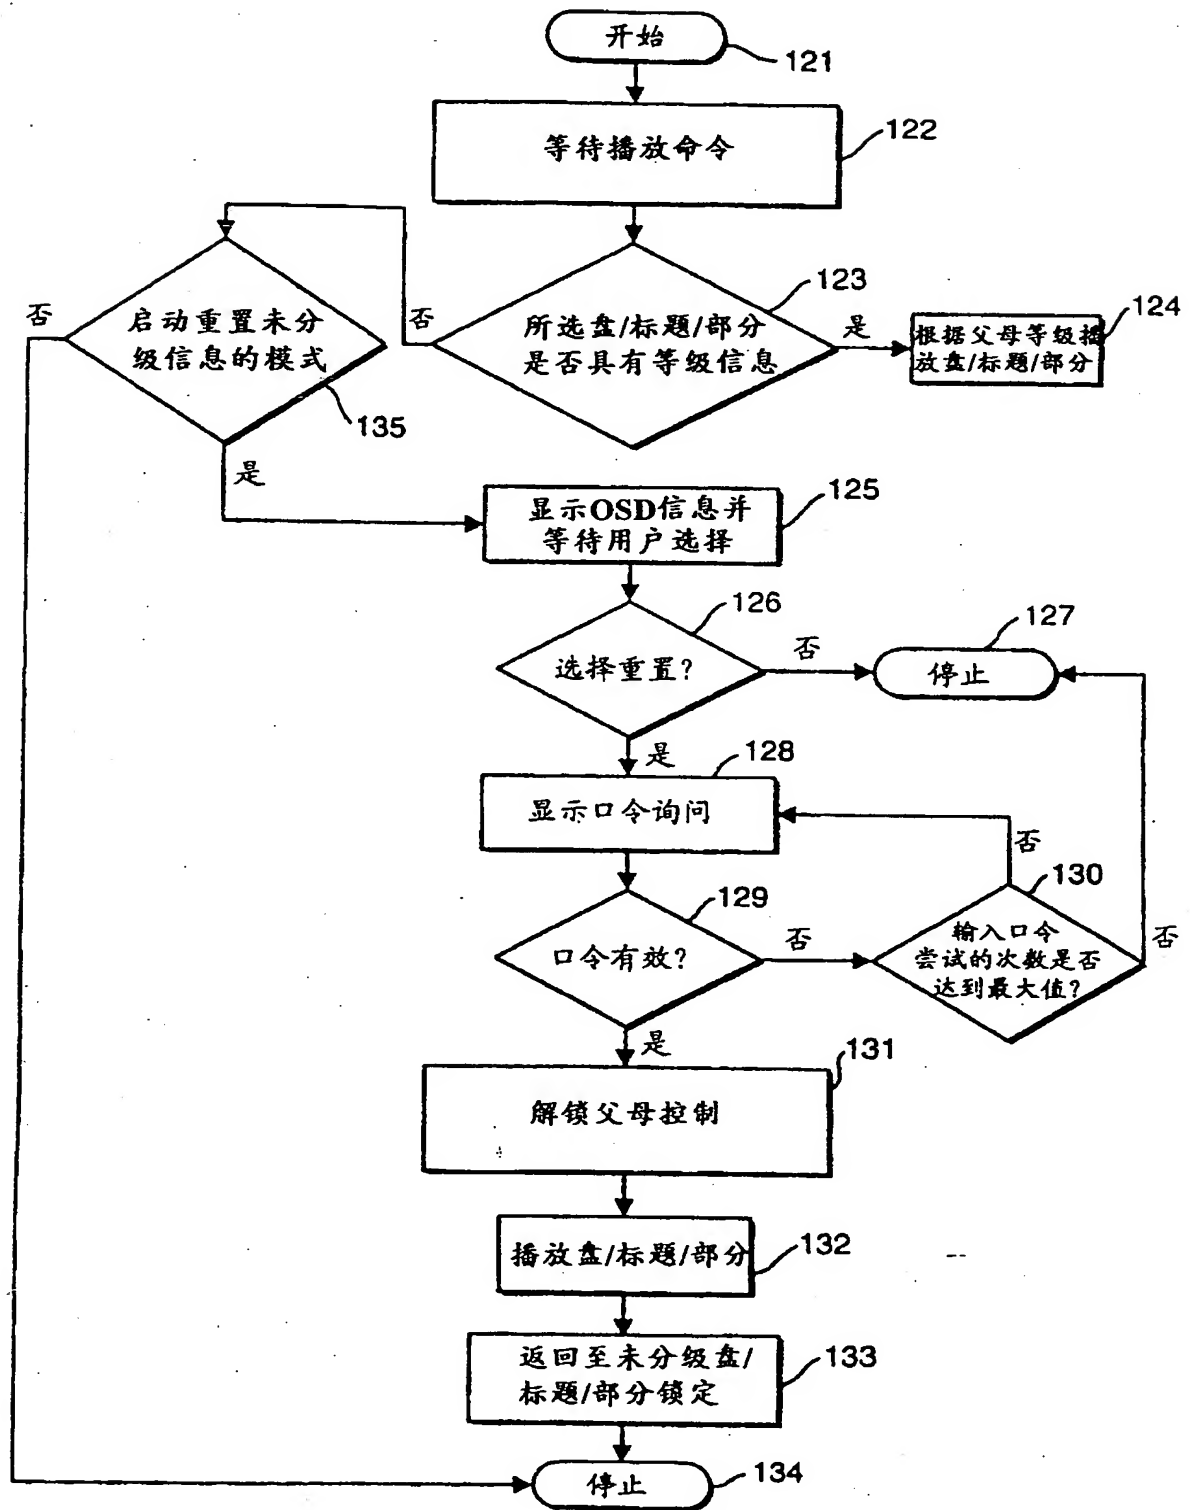 开始
121
等待播放命令
122
所选盘/标题/部分
是否具有等级信息
123
否
是
根据父母等级播
放盘/标题/部分
124
启动重置未分
级信息的模式
135
否
是
显示OSD信息并
等待用户选择
125
选择重置?
126
否
停止
127
是
显示口令询问
128
口令有效?
129
否
输入口令
尝试的次数是否
达到最大值?
130
否
否
是
解锁父母控制
131
播放盘/标题/部分
132
返回至未分级盘/
标题/部分锁定
133
停止
134